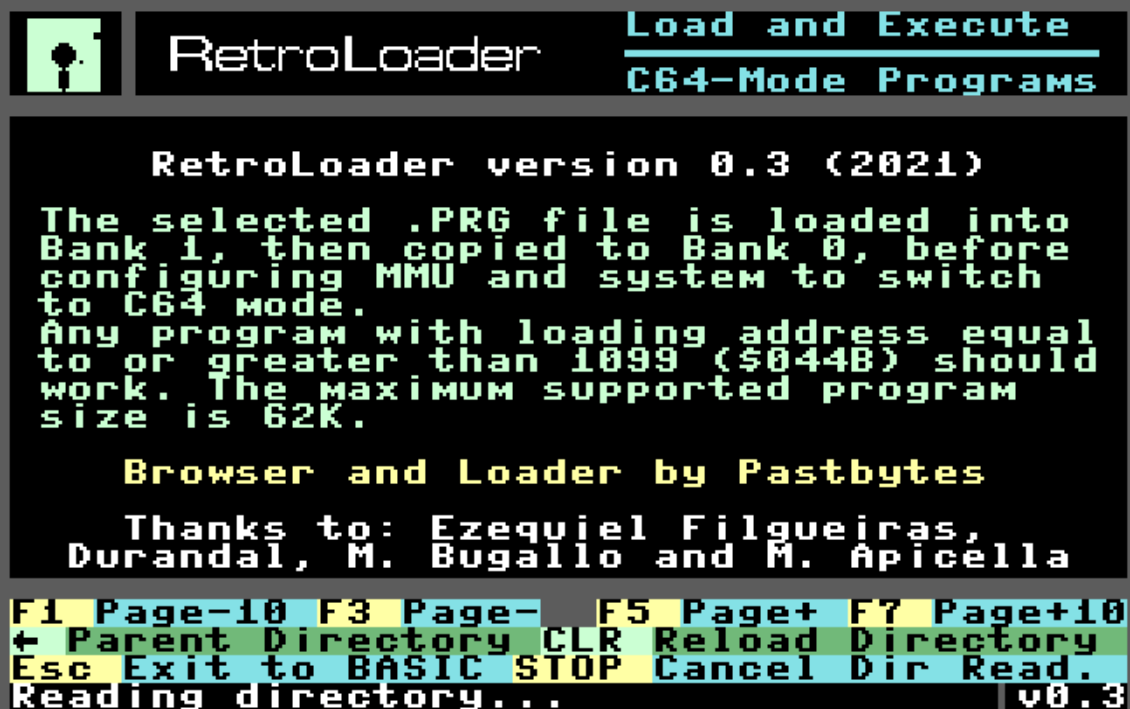 RetroLoader
Load and Execute
C64-Mode Programs
RetroLoader version 0.3 (2021)
The selected .PRG file is loaded into
Bank 1, then copied to Bank 0, before
configuring MMU and system to switch
to C64 mode.
Any program with loading address equal
to or greater than 1099 ($044B) should
work. The maximum supported program
size is 62K.
Browser and Loader by Pastbytes
Thanks to: Ezequiel Filgueiras,
Durandal, M. Bugallo and M. Apicella
F1 Page-10 F3 Page- F5 Page+ F7 Page+10
← Parent Directory CLR Reload Directory
Esc Exit to BASIC STOP Cancel Dir Read.
Reading directory... v0.3